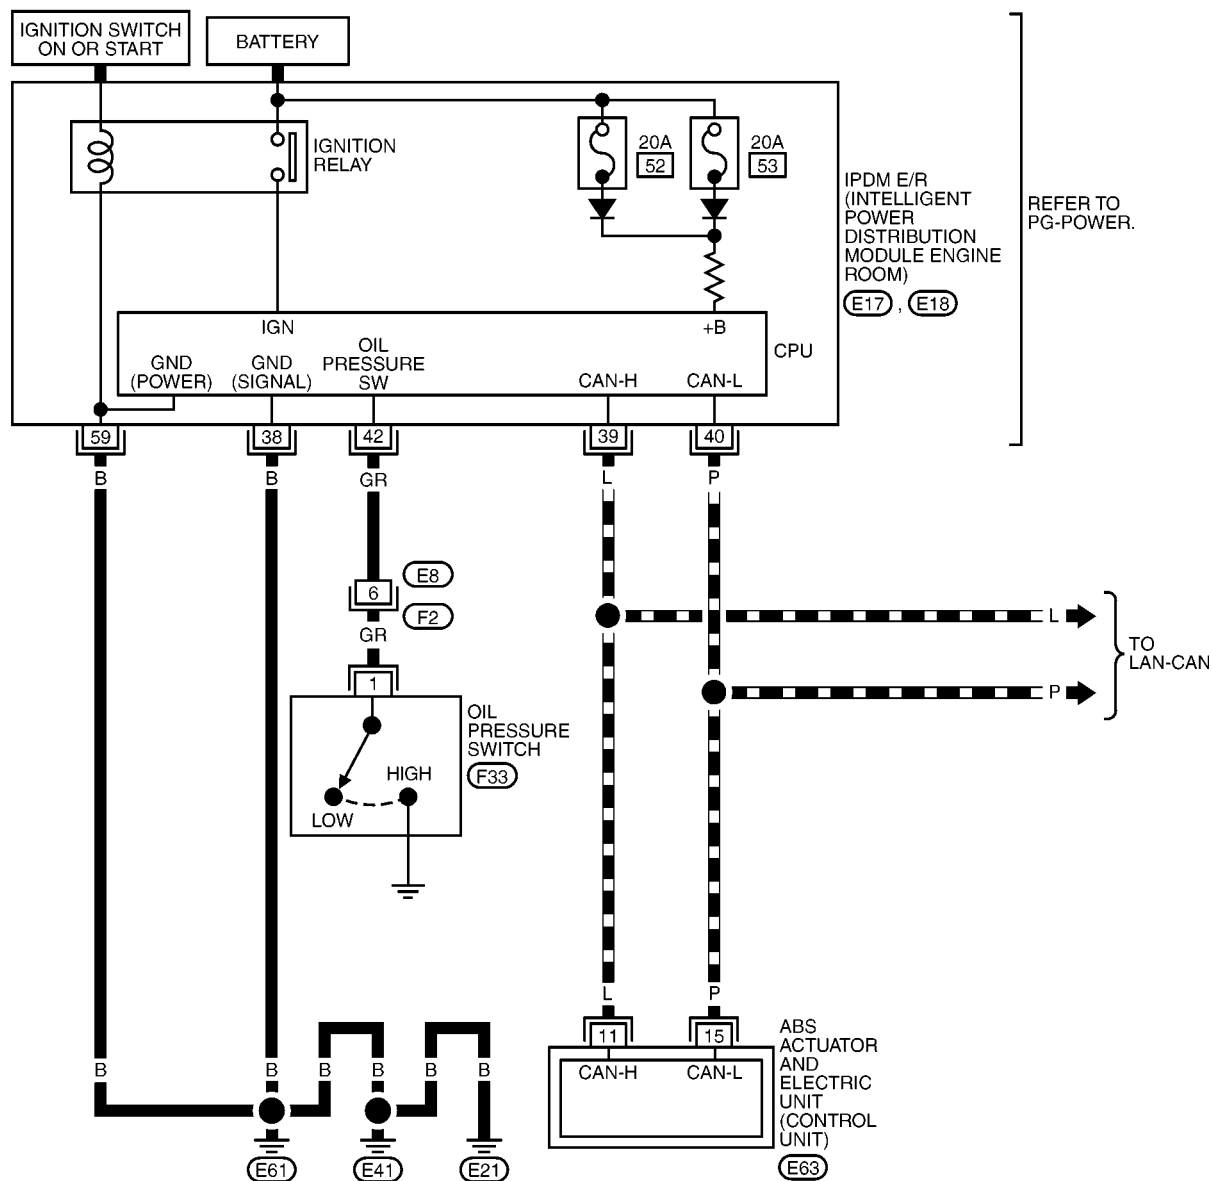 IGNITION SWITCH
ON OR START
BATTERY
IGNITION
RELAY
20A
52
20A
53
IPDM E/R
(INTELLIGENT
POWER
DISTRIBUTION
MODULE ENGINE
ROOM)
E17 , E18
REFER TO
PG-POWER.
IGN
+B
CPU
GND
(POWER)
GND
(SIGNAL)
OIL
PRESSURE
SW
CAN-H
CAN-L
59
38
42
39
40
B
B
GR
L
P
E8
6
F2
GR
1
OIL
PRESSURE
SWITCH
F33
HIGH
LOW
L
P
TO
LAN-CAN
L
P
11
15
CAN-H
CAN-L
ABS
ACTUATOR
AND
ELECTRIC
UNIT
(CONTROL
UNIT)
E63
B
B
B
B
B
B
E61
E41
E21